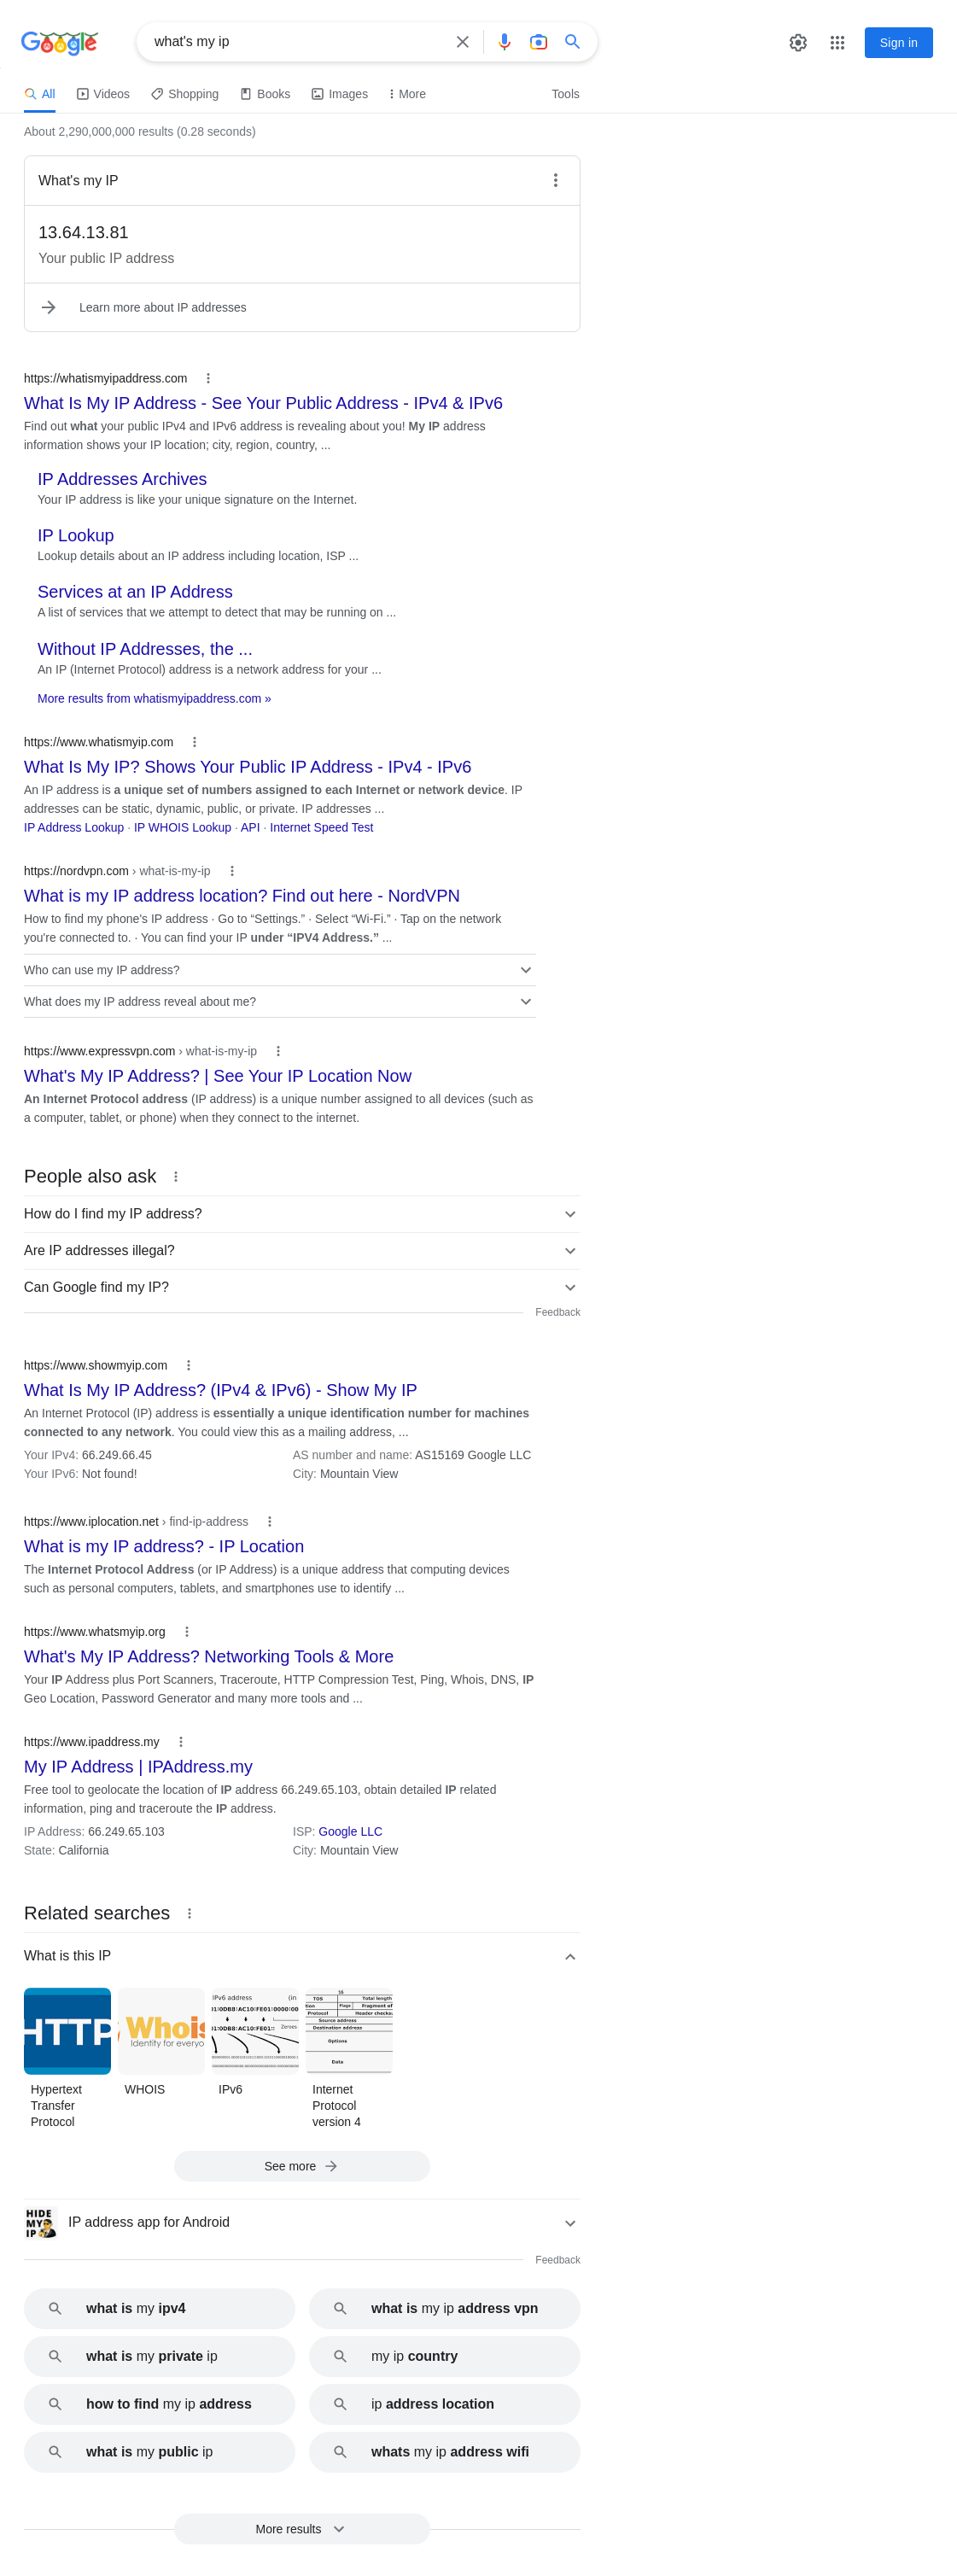 Google
what's my ip
Sign in
All
Videos
Shopping
Books
Images
More
Tools
About 2,290,000,000 results (0.28 seconds)
What's my IP
13.64.13.81
Your public IP address
Learn more about IP addresses
https://whatismyipaddress.com
What Is My IP Address - See Your Public Address - IPv4 & IPv6
Find out what your public IPv4 and IPv6 address is revealing about you! My IP address
information shows your IP location; city, region, country, ...
IP Addresses Archives
Your IP address is like your unique signature on the Internet.
IP Lookup
Lookup details about an IP address including location, ISP ...
Services at an IP Address
A list of services that we attempt to detect that may be running on ...
Without IP Addresses, the ...
An IP (Internet Protocol) address is a network address for your ...
More results from whatismyipaddress.com »
https://www.whatismyip.com
What Is My IP? Shows Your Public IP Address - IPv4 - IPv6
An IP address is a unique set of numbers assigned to each Internet or network device. IP
addresses can be static, dynamic, public, or private. IP addresses ...
IP Address Lookup · IP WHOIS Lookup · API · Internet Speed Test
https://nordvpn.com › what-is-my-ip
What is my IP address location? Find out here - NordVPN
How to find my phone's IP address · Go to “Settings.” · Select “Wi-Fi.” · Tap on the network
you're connected to. · You can find your IP under “IPV4 Address.” ...
Who can use my IP address?
What does my IP address reveal about me?
https://www.expressvpn.com › what-is-my-ip
What's My IP Address? | See Your IP Location Now
An Internet Protocol address (IP address) is a unique number assigned to all devices (such as
a computer, tablet, or phone) when they connect to the internet.
People also ask
How do I find my IP address?
Are IP addresses illegal?
Can Google find my IP?
Feedback
https://www.showmyip.com
What Is My IP Address? (IPv4 & IPv6) - Show My IP
An Internet Protocol (IP) address is essentially a unique identification number for machines
connected to any network. You could view this as a mailing address, ...
Your IPv4: 66.249.66.45
AS number and name: AS15169 Google LLC
Your IPv6: Not found!
City: Mountain View
https://www.iplocation.net › find-ip-address
What is my IP address? - IP Location
The Internet Protocol Address (or IP Address) is a unique address that computing devices
such as personal computers, tablets, and smartphones use to identify ...
https://www.whatsmyip.org
What's My IP Address? Networking Tools & More
Your IP Address plus Port Scanners, Traceroute, HTTP Compression Test, Ping, Whois, DNS, IP
Geo Location, Password Generator and many more tools and ...
https://www.ipaddress.my
My IP Address | IPAddress.my
Free tool to geolocate the location of IP address 66.249.65.103, obtain detailed IP related
information, ping and traceroute the IP address.
IP Address: 66.249.65.103
ISP: Google LLC
State: California
City: Mountain View
Related searches
What is this IP
HTTP
Whois
Identity for everyo
IPv6 address (in
Zeroes
16
TOS Total length
Flags Fragment of
Protocol Header checksu
Source address
Destination address
Options
Data
Hypertext
Transfer
Protocol
WHOIS
IPv6
Internet
Protocol
version 4
See more
HIDE
MY
IP
IP address app for Android
Feedback
what is my ipv4
what is my ip address vpn
what is my private ip
my ip country
how to find my ip address
ip address location
what is my public ip
whats my ip address wifi
More results